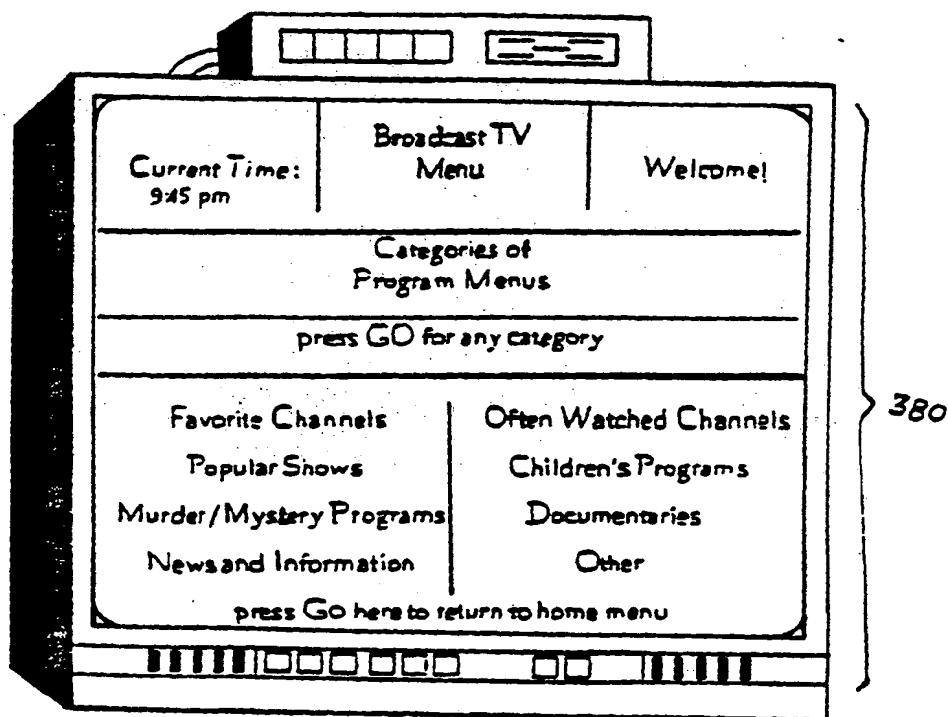 Current Time:
9:45 pm
Broadcast TV
Menu
Welcome!
Categories of
Program Menus
press GO for any category
Favorite Channels
Often Watched Channels
Popular Shows
Children's Programs
Murder/Mystery Programs
Documentaries
News and Information
Other
press Go here to return to home menu
380